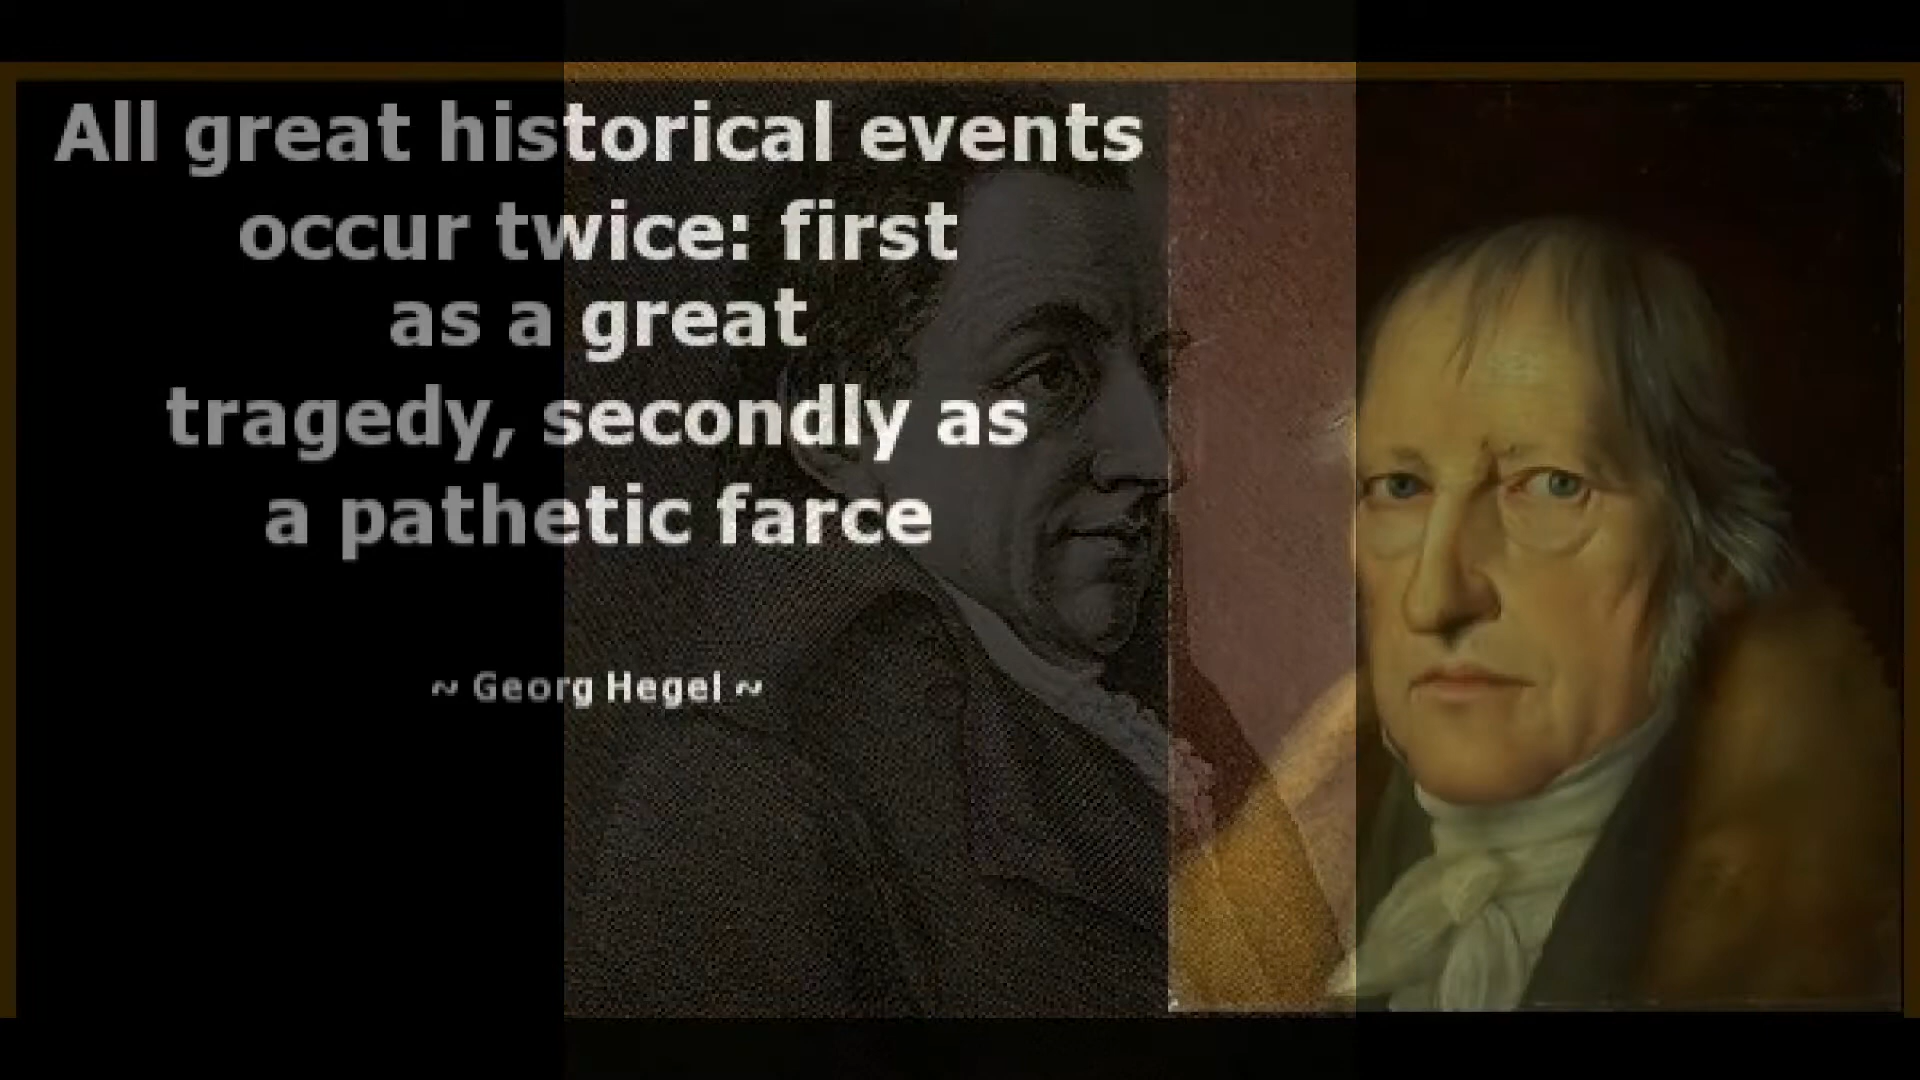 All great historical events
occur twice: first
as a great
tragedy, secondly as
a pathetic farce
~ Georg Hegel ~